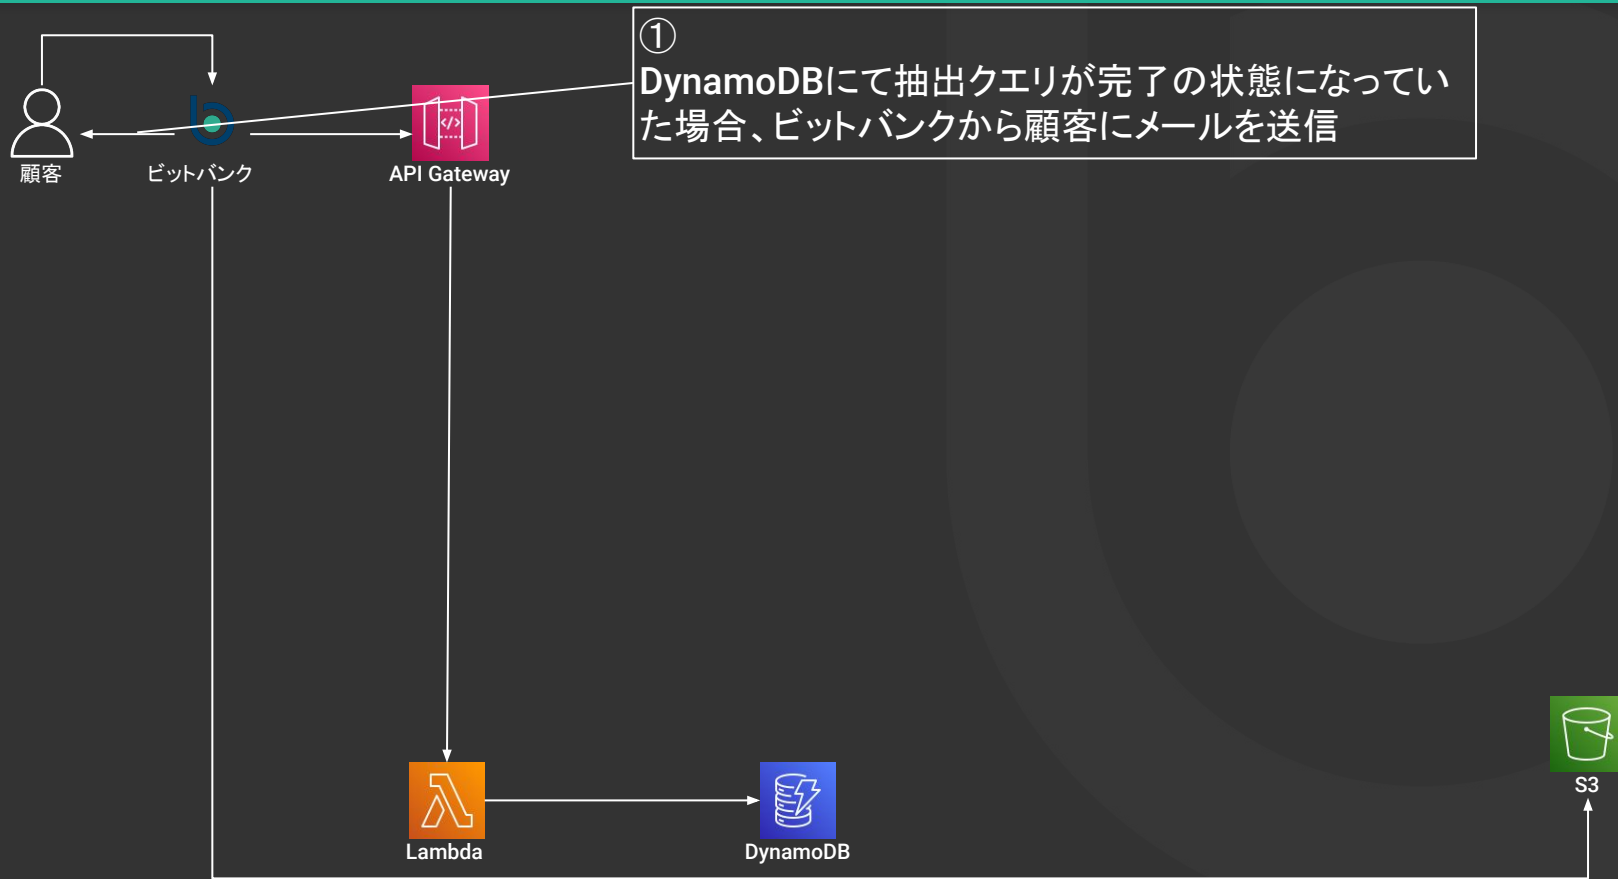 ①
DynamoDBにて抽出クエリが完了の状態になってい
た場合、ビットバンクから顧客にメールを送信
顧客
ビットバンク
API Gateway
S3
Lambda
DynamoDB